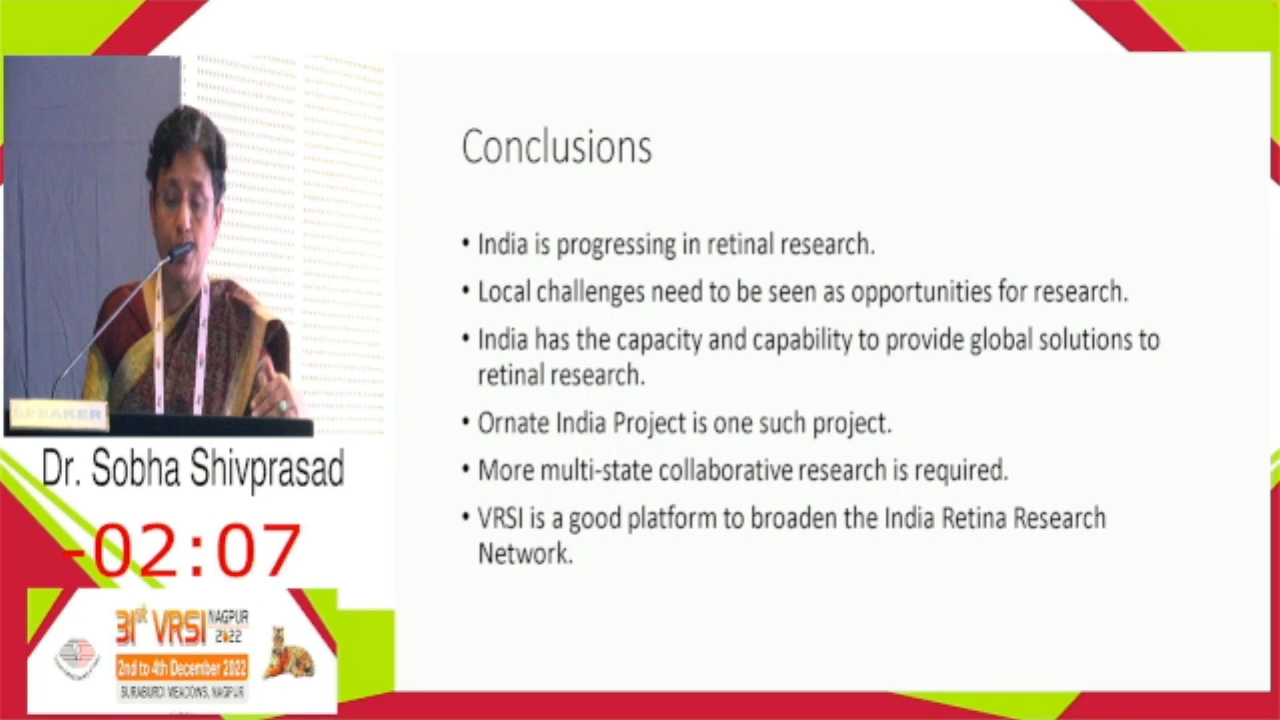 Conclusions
• India is progressing in retinal research.
• Local challenges need to be seen as opportunities for research.
• India has the capacity and capability to provide global solutions to
retinal research.
• Ornate India Project is one such project.
• More multi-state collaborative research is required.
• VRSI is a good platform to broaden the India Retina Research
Network.
SPEAKER
Dr. Sobha Shivprasad
-02:07
31st VRSI NAGPUR
2022
2nd to 4th December 2022
SURABURDI MEADOWS, NAGPUR